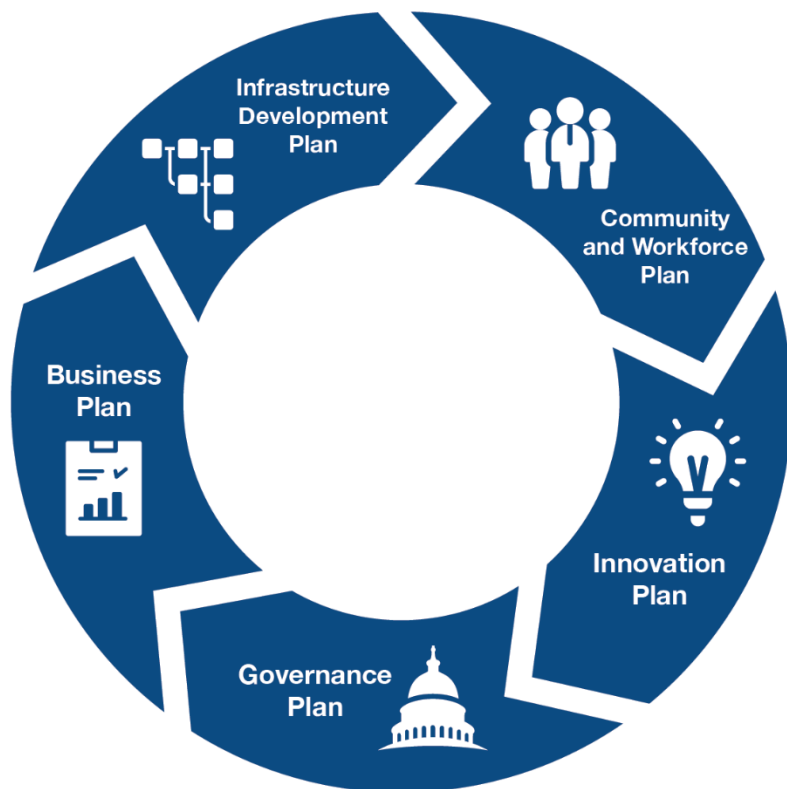 Infrastructure
Development
Plan
Community
and Workforce
Plan
Innovation
Plan
Governance
Plan
Business
Plan